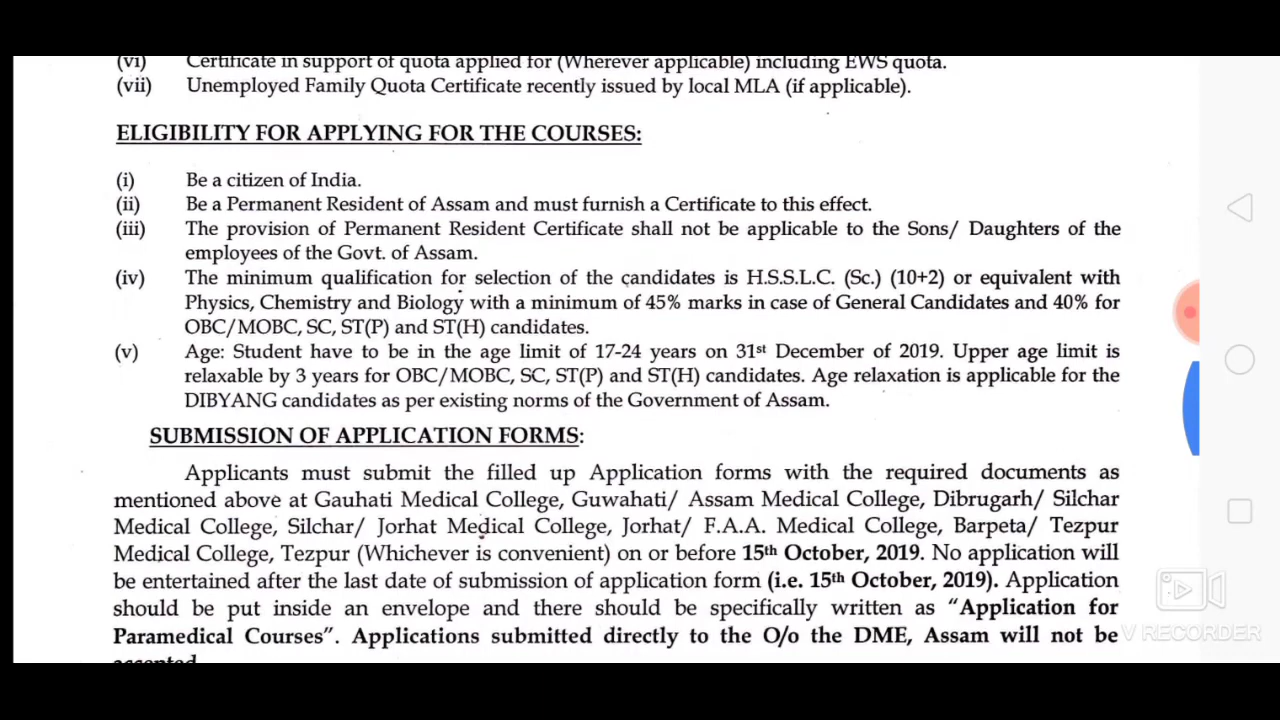 (vi) Certificate in support of quota applied for (Wherever applicable) including EWS quota.
(vii) Unemployed Family Quota Certificate recently issued by local MLA (if applicable).
ELIGIBILITY FOR APPLYING FOR THE COURSES:
(i) Be a citizen of India.
(ii) Be a Permanent Resident of Assam and must furnish a Certificate to this effect.
(iii) The provision of Permanent Resident Certificate shall not be applicable to the Sons/ Daughters of the
employees of the Govt. of Assam.
(iv) The minimum qualification for selection of the candidates is H.S.S.L.C. (Sc.) (10+2) or equivalent with
Physics, Chemistry and Biology with a minimum of 45% marks in case of General Candidates and 40% for
OBC/MOBC, SC, ST(P) and ST(H) candidates.
(v) Age: Student have to be in the age limit of 17-24 years on 31st December of 2019. Upper age limit is
relaxable by 3 years for OBC/MOBC, SC, ST(P) and ST(H) candidates. Age relaxation is applicable for the
DIBYANG candidates as per existing norms of the Government of Assam.
SUBMISSION OF APPLICATION FORMS:
Applicants must submit the filled up Application forms with the required documents as
mentioned above at Gauhati Medical College, Guwahati/ Assam Medical College, Dibrugarh/ Silchar
Medical College, Silchar/ Jorhat Medical College, Jorhat/ F.A.A. Medical College, Barpeta/ Tezpur
Medical College, Tezpur (Whichever is convenient) on or before 15th October, 2019. No application will
be entertained after the last date of submission of application form (i.e. 15th October, 2019). Application
should be put inside an envelope and there should be specifically written as "Application for
Paramedical Courses". Applications submitted directly to the O/o the DME, Assam will not be
accepted.
V RECORDER